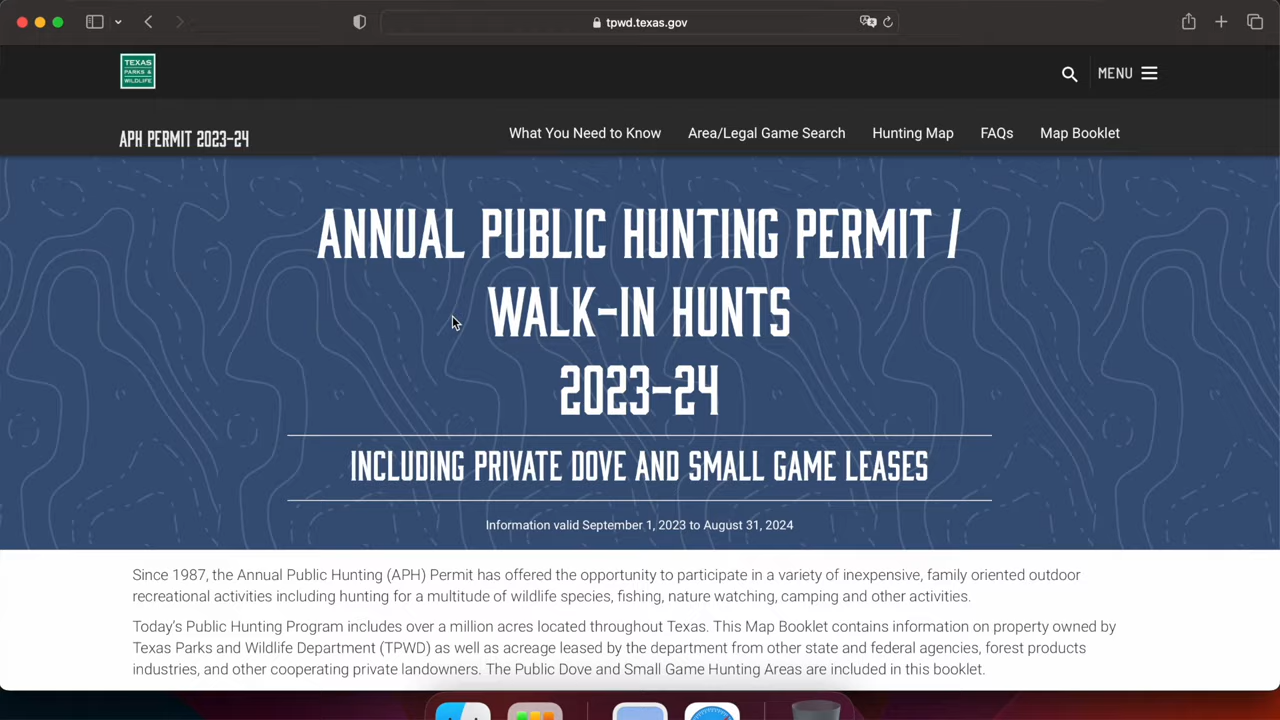 tpwd.texas.gov
TEXAS
PARKS &
WILDLIFE
MENU
APH PERMIT 2023-24
What You Need to Know
Area/Legal Game Search
Hunting Map
FAQs
Map Booklet
ANNUAL PUBLIC HUNTING PERMIT /
WALK-IN HUNTS
2023-24
INCLUDING PRIVATE DOVE AND SMALL GAME LEASES
Information valid September 1, 2023 to August 31, 2024
Since 1987, the Annual Public Hunting (APH) Permit has offered the opportunity to participate in a variety of inexpensive, family oriented outdoor
recreational activities including hunting for a multitude of wildlife species, fishing, nature watching, camping and other activities.
Today's Public Hunting Program includes over a million acres located throughout Texas. This Map Booklet contains information on property owned by
Texas Parks and Wildlife Department (TPWD) as well as acreage leased by the department from other state and federal agencies, forest products
industries, and other cooperating private landowners. The Public Dove and Small Game Hunting Areas are included in this booklet.